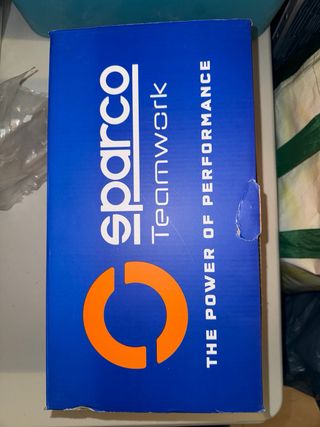 sparco
Teamwork
THE POWER OF PERFORMANCE